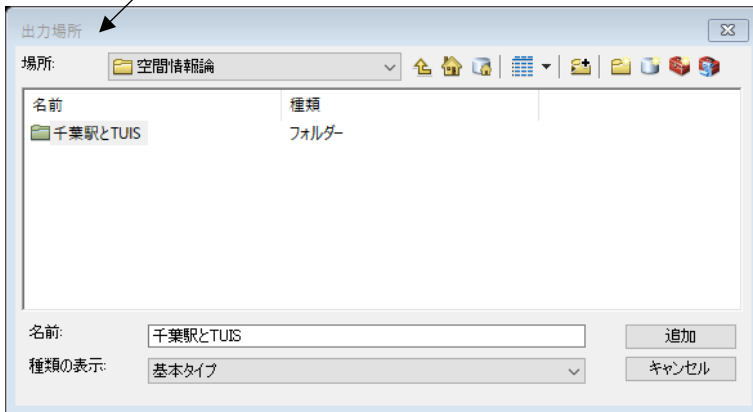 出力場所
場所: 空間情報論
名前 種類
千葉駅とTUIS フォルダー
名前: 千葉駅とTUIS 追加
種類の表示: 基本タイプ キャンセル